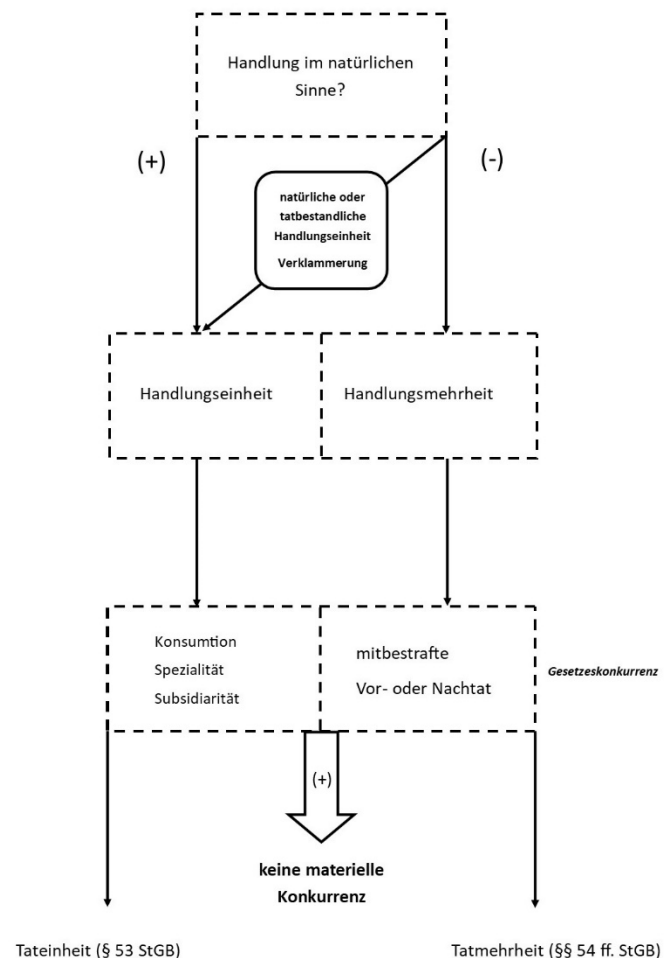 Handlung im natürlichen
Sinne?
(+)
(-)
natürliche oder
tatbestandliche
Handlungseinheit
Verklammerung
Handlungseinheit
Handlungsmehrheit
Konsumtion
Spezialität
Subsidiarität
mitbestrafte
Vor- oder Nachtat
Gesetzeskonkurrenz
(+)
keine materielle
Konkurrenz
Tateinheit (§ 53 StGB)
Tatmehrheit (§§ 54 ff. StGB)